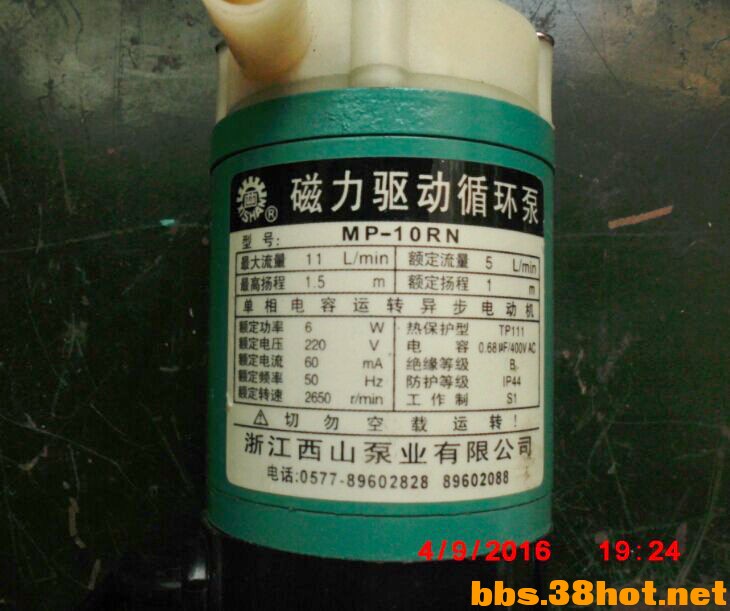 XISHAN ®
磁力驱动循环泵
型号: MP-10RN
最大流量 11 L/min 额定流量 5 L/min
最高扬程 1.5 m 额定扬程 1 m
单相电容运转异步电动机
额定功率 6 W 热保护型 TP111
额定电压 220 V 电容 0.68μF/400V AC
额定电流 60 mA 绝缘等级 B
额定频率 50 Hz 防护等级 IP44
额定转速 2650 r/min 工作制 S1
切勿空载运转!
浙江西山泵业有限公司
电话:0577-89602828 89602088
4/9/2016 19:24
bbs.38hot.net